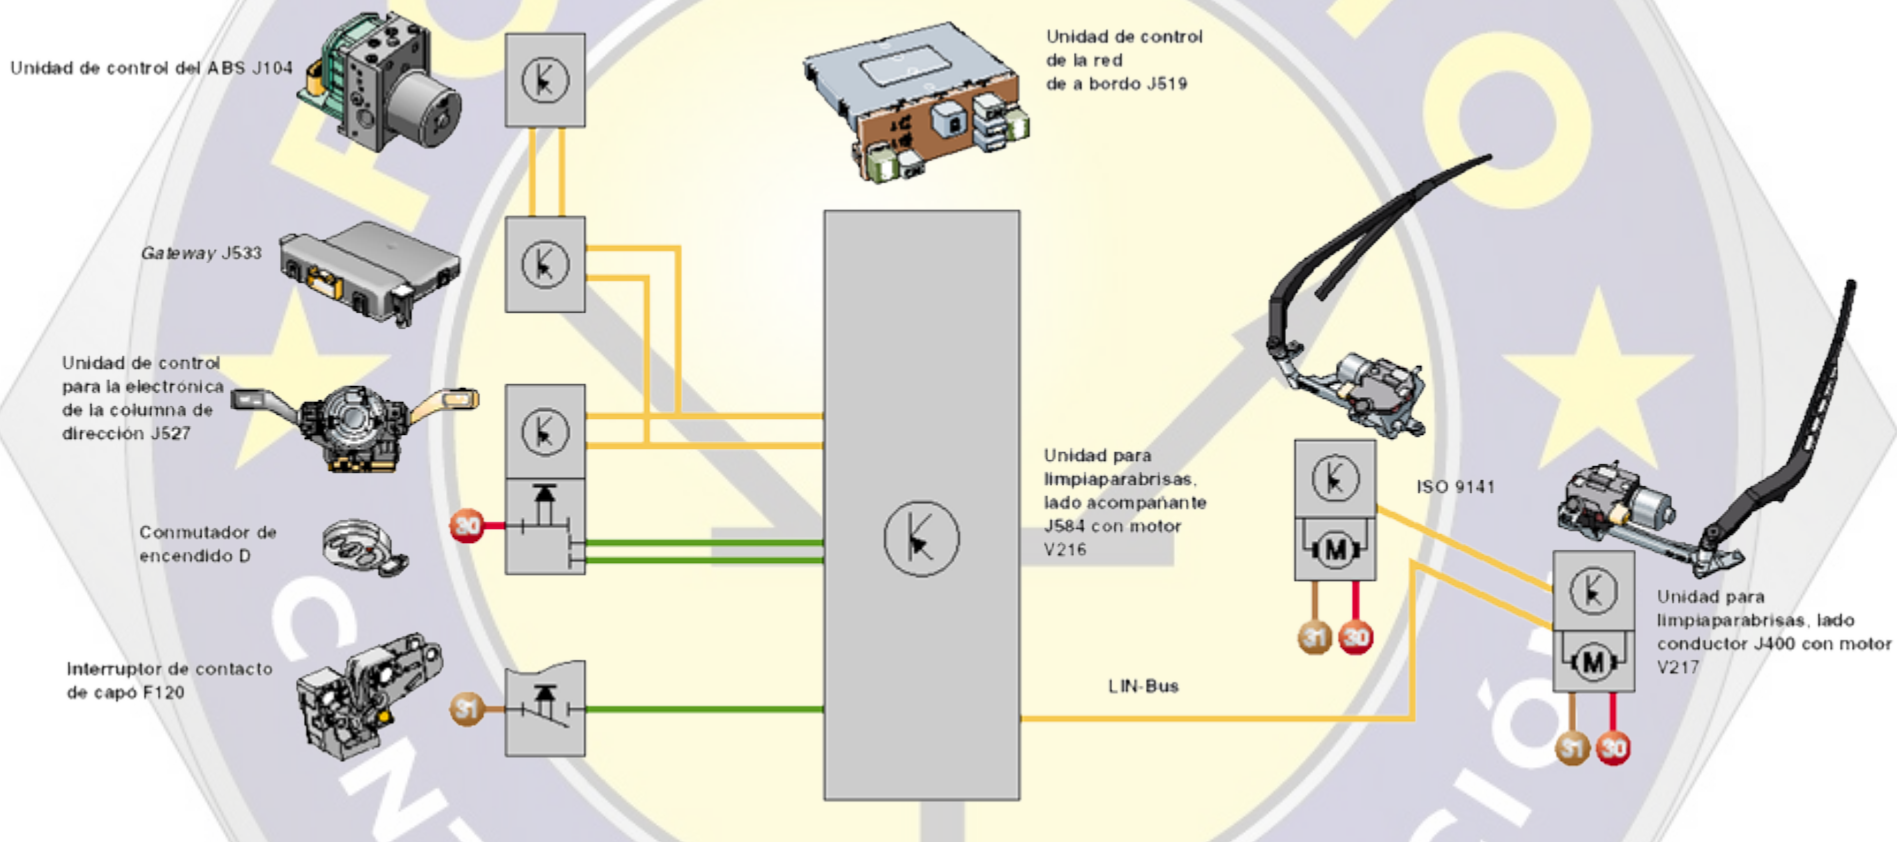 Unidad de control del ABS J104
Unidad de control
de la red
de a bordo J519
Gateway J533
Unidad de control
para la electrónica
de la columna de
dirección J527
30
Conmutador de
encendido D
Interruptor de contacto
de capó F120
31
Unidad para
limpiaparabrisas,
lado acompañante
J584 con motor
V216
ISO 9141
M
31
30
LIN-Bus
Unidad para
limpiaparabrisas, lado
conductor J400 con motor
V217
M
31
30